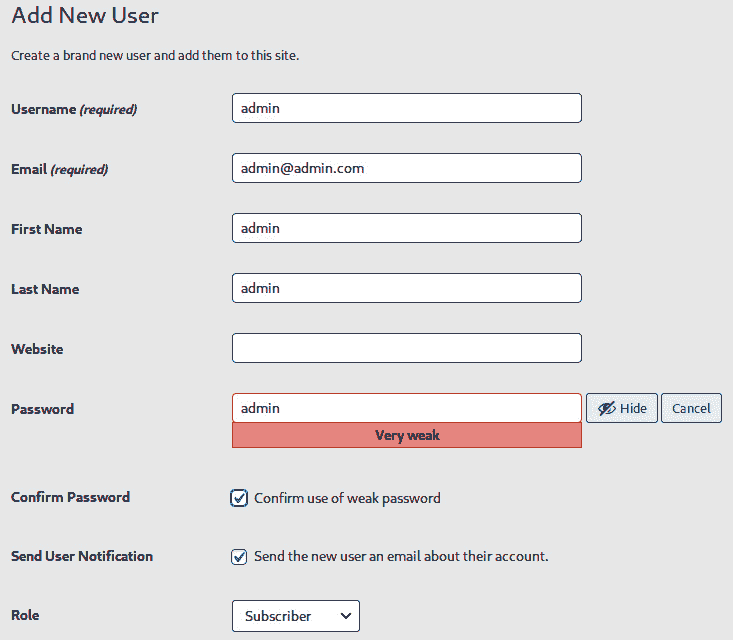 Add New User
Create a brand new user and add them to this site.
Username (required) admin
Email (required) admin@admin.com
First Name admin
Last Name admin
Website
Password admin Hide Cancel
Very weak
Confirm Password Confirm use of weak password
Send User Notification Send the new user an email about their account.
Role Subscriber